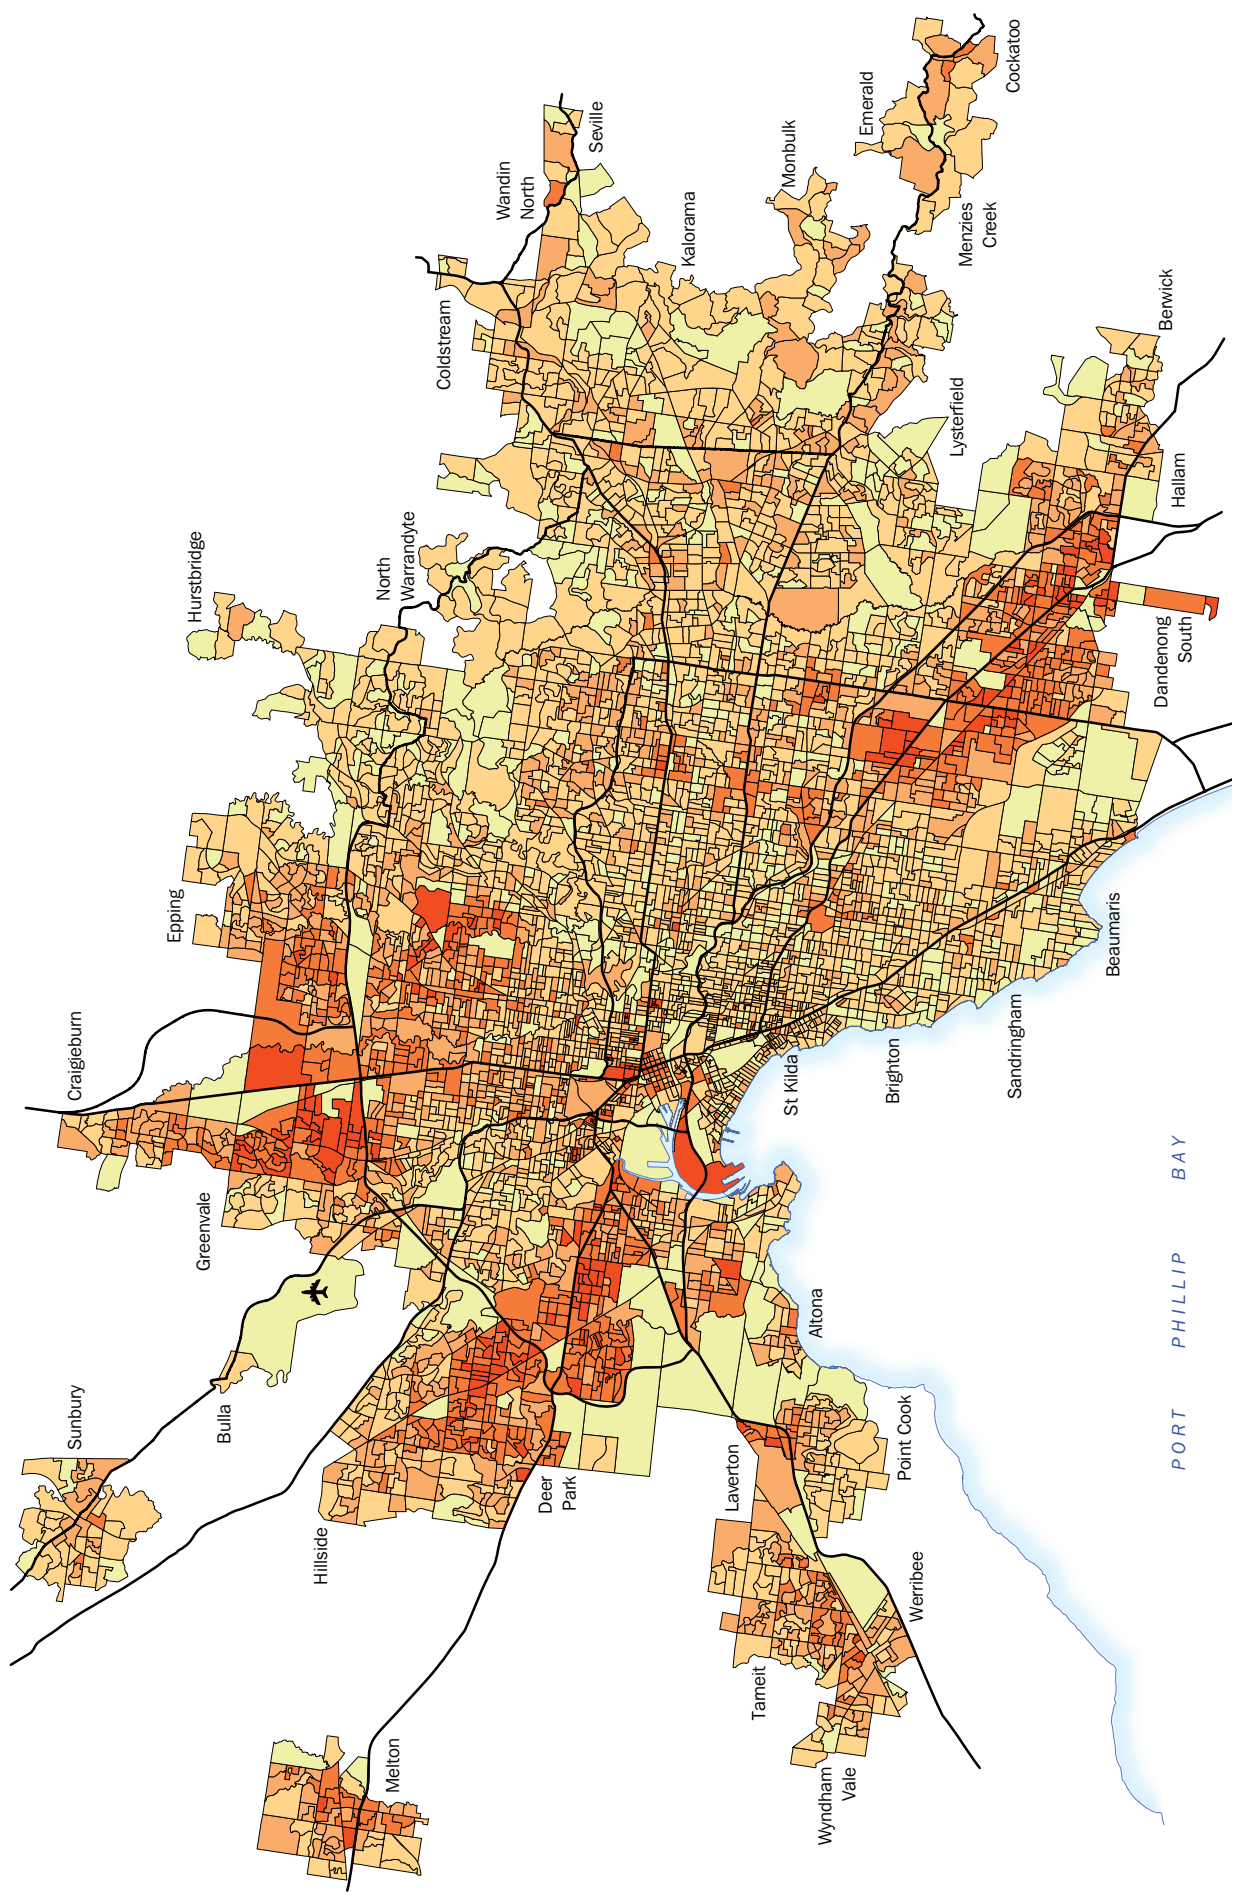 Sunbury
Bulla
Melton
Hillside
Deer
Park
Greenvale
Craigieburn
Epping
Hurstbridge
North
Warrandyte
Coldstream
Wandin
North
Seville
Kalorama
Monbulk
Emerald
Cockatoo
Menzies
Creek
Lysterfield
Berwick
Hallam
Dandenong
South
Beaumaris
Sandringham
Brighton
St Kilda
Altona
Point Cook
Laverton
Werribee
Tarneit
Wyndham
Vale
PORT PHILLIP BAY